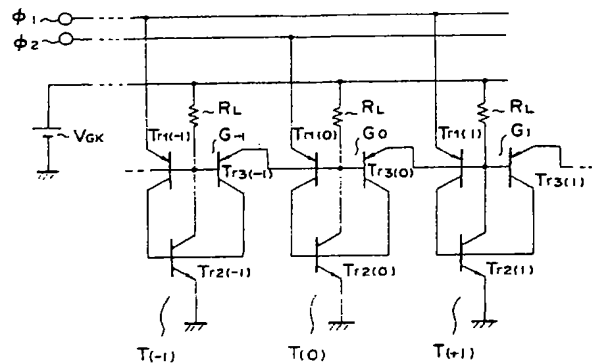 Φ1
Φ2
RL RL RL
VGK
Tr1(-1) G-1 Tr1(0) G0 Tr1(1) G1
Tr3(-1) Tr3(0) Tr3(1)
Tr2(-1) Tr2(0) Tr2(1)
T(-1) T(0) T(+1)